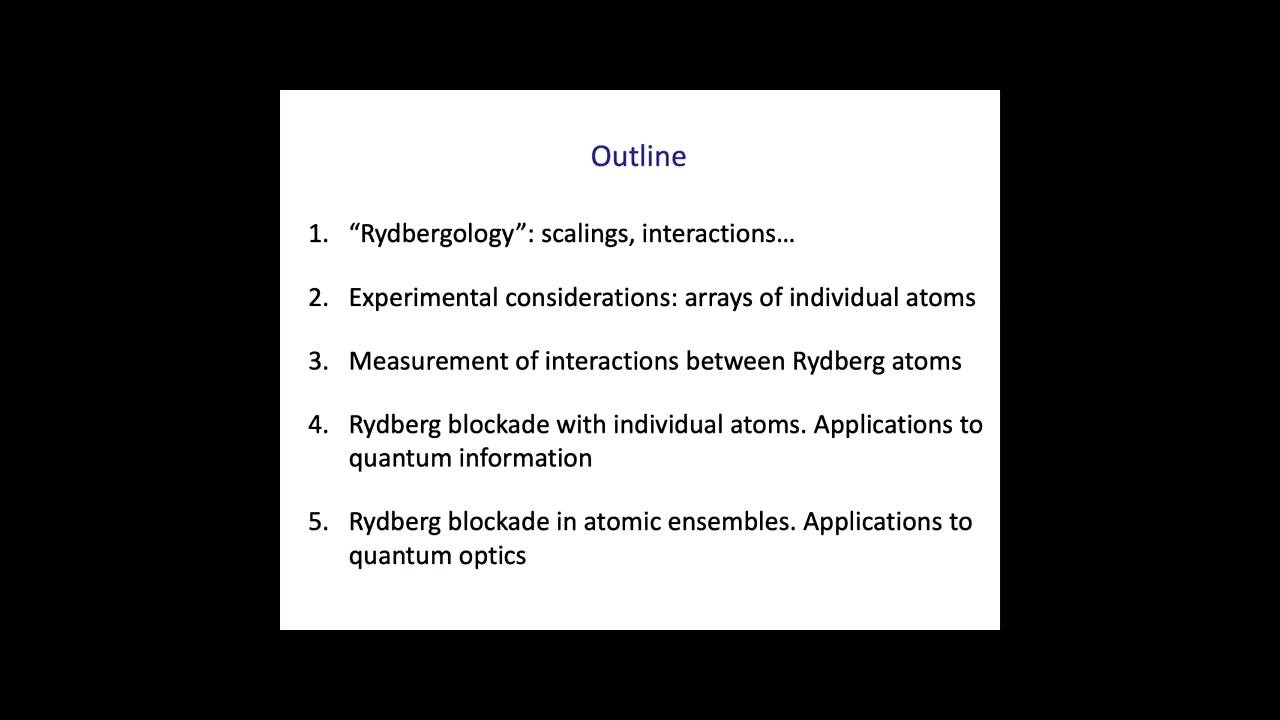 Outline
1. “Rydbergology”: scalings, interactions…
2. Experimental considerations: arrays of individual atoms
3. Measurement of interactions between Rydberg atoms
4. Rydberg blockade with individual atoms. Applications to
quantum information
5. Rydberg blockade in atomic ensembles. Applications to
quantum optics